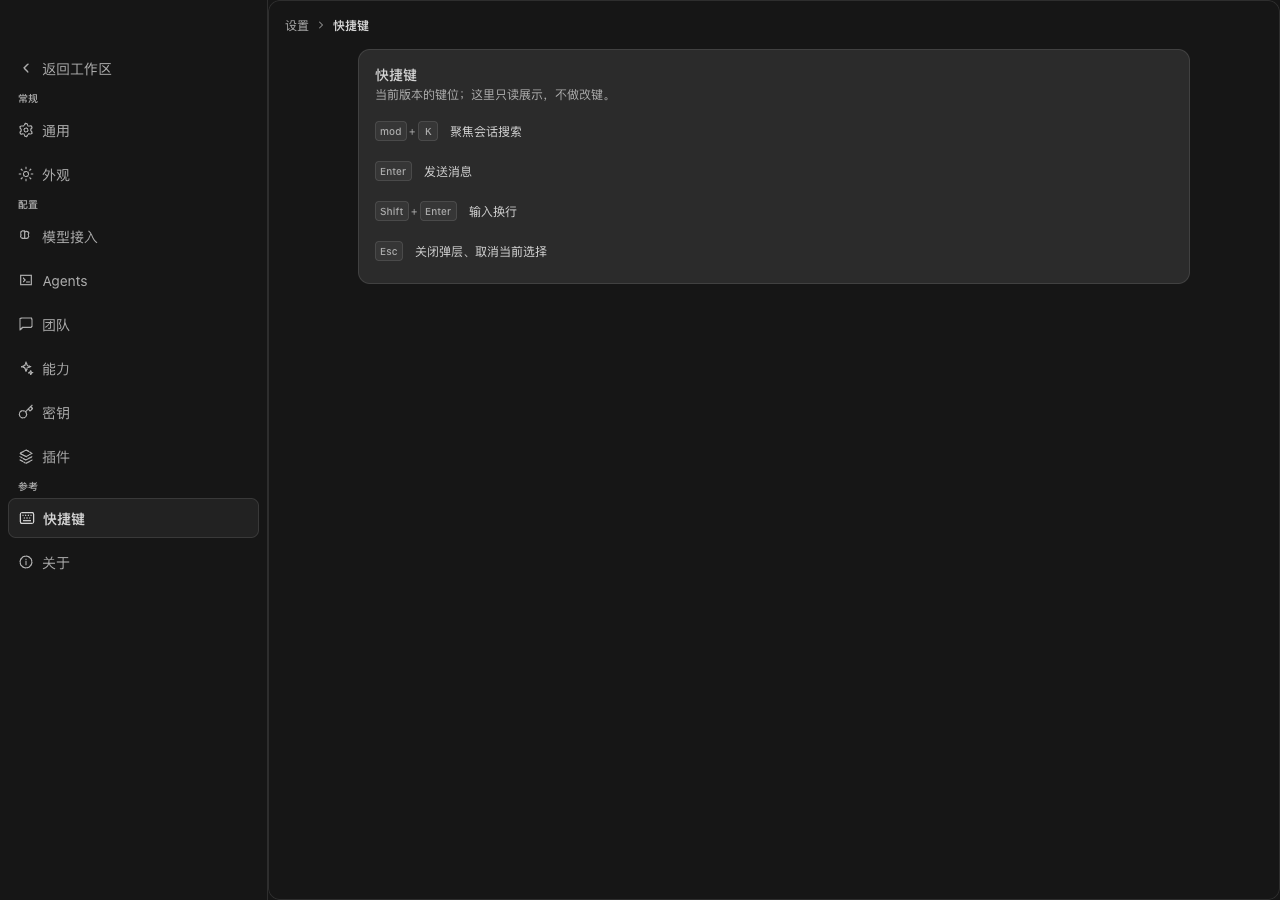 返回工作区
常规
通用
外观
配置
模型接入
Agents
团队
能力
密钥
插件
参考
快捷键
关于
设置 > 快捷键
快捷键
当前版本的键位；这里只读展示，不做改键。
mod + K 聚焦会话搜索
Enter 发送消息
Shift + Enter 输入换行
Esc 关闭弹层、取消当前选择